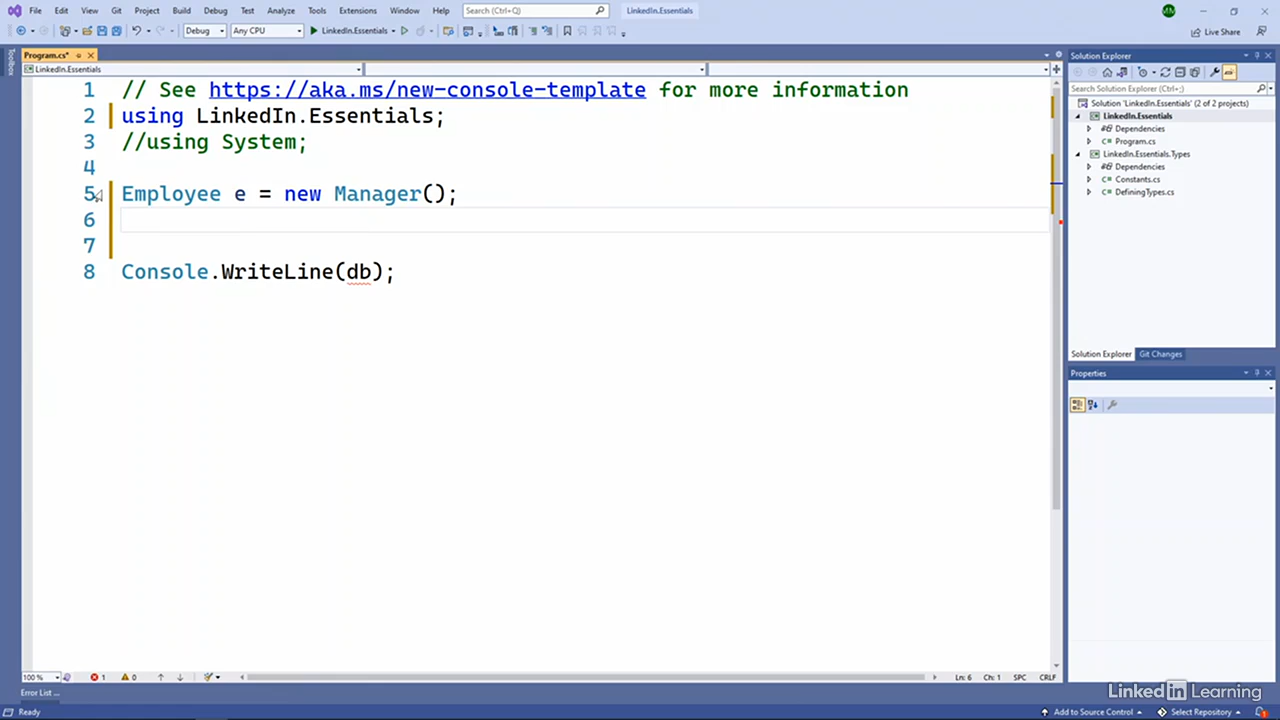 File Edit View Git Project Build Debug Test Analyze Tools Extensions Window Help Search (Ctrl+Q) LinkedIn.Essentials MM
Debug Any CPU LinkedIn.Essentials Live Share
Program.cs*
LinkedIn.Essentials
1 // See https://aka.ms/new-console-template for more information
2 using LinkedIn.Essentials;
3 //using System;
4
5 Employee e = new Manager();
6
7
8 Console.WriteLine(db);
Solution Explorer
Search Solution Explorer (Ctrl+;)
Solution 'LinkedIn.Essentials' (2 of 2 projects)
LinkedIn.Essentials
Dependencies
C# Program.cs
LinkedIn.Essentials.Types
Dependencies
C# Constants.cs
C# DefiningTypes.cs
Solution Explorer Git Changes
Properties
100 % 1 0 Ln: 6 Ch: 1 SPC CRLF
Error List ...
LinkedIn Learning
Ready Add to Source Control Select Repository 1